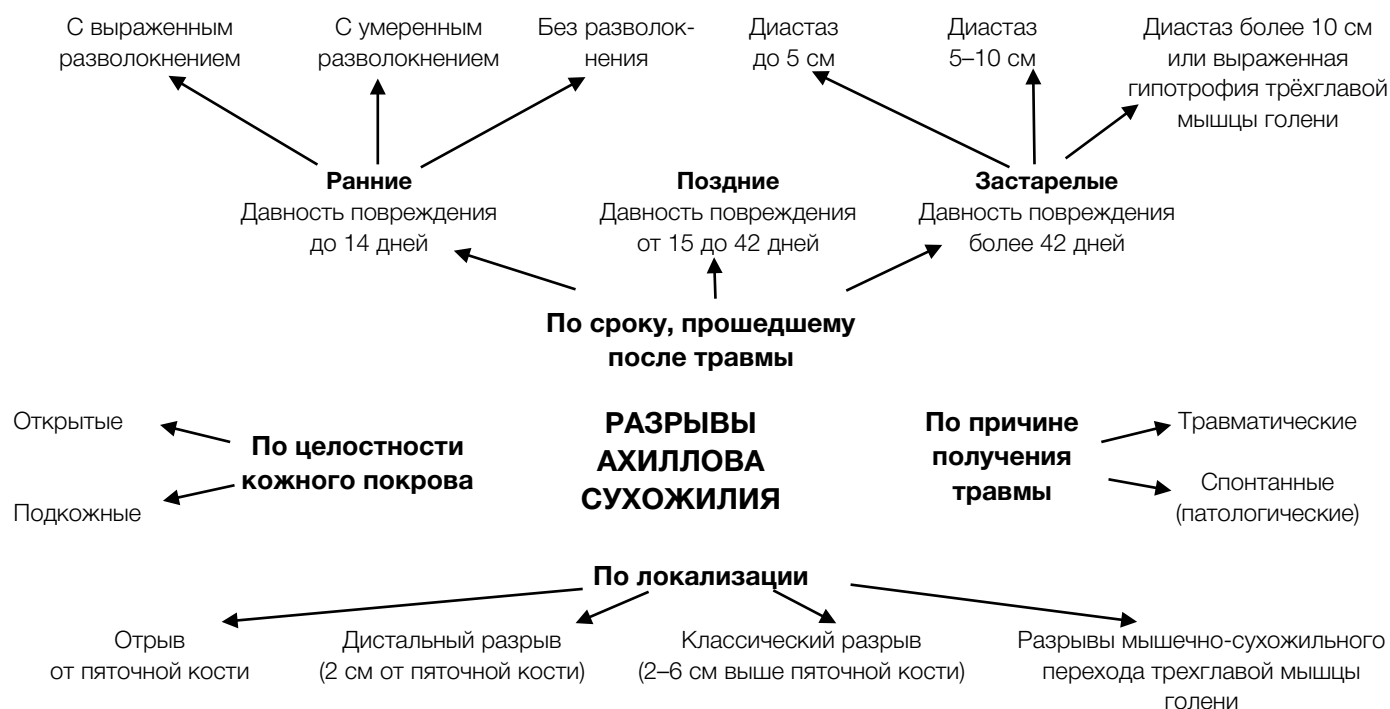 С выраженным
разволокнением
С умеренным
разволокнением
Без разволок-
нения
Диастаз
до 5 см
Диастаз
5–10 см
Диастаз более 10 см
или выраженная
гипотрофия трёхглавой
мышцы голени
Ранние
Давность повреждения
до 14 дней
Поздние
Давность повреждения
от 15 до 42 дней
Застарелые
Давность повреждения
более 42 дней
По сроку, прошедшему
после травмы
Открытые
Подкожные
По целостности
кожного покрова
РАЗРЫВЫ
АХИЛЛОВА
СУХОЖИЛИЯ
По причине
получения
травмы
Травматические
Спонтанные
(патологические)
По локализации
Отрыв
от пяточной кости
Дистальный разрыв
(2 см от пяточной кости)
Классический разрыв
(2–6 см выше пяточной кости)
Разрывы мышечно-сухожильного
перехода трехглавой мышцы
голени